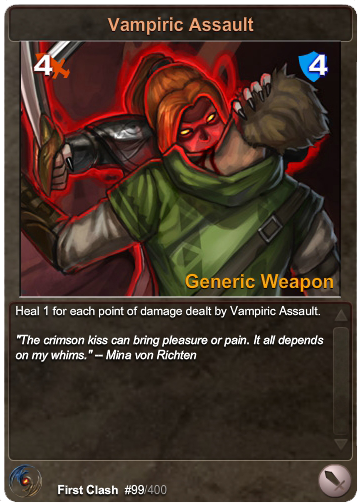 Vampiric Assault
4 4
Generic Weapon
Heal 1 for each point of damage dealt by Vampiric Assault.
"The crimson kiss can bring pleasure or pain. It all depends
on my whims." -- Mina von Richten
First Clash #99/400